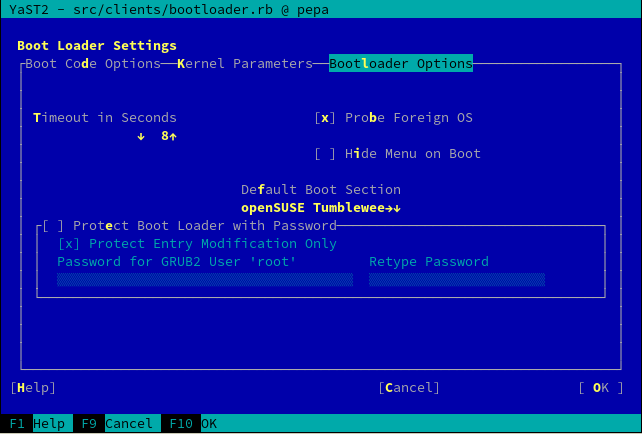 YaST2 - src/clients/bootloader.rb @ pepa
Boot Loader Settings
Boot Code Options Kernel Parameters Bootloader Options
Timeout in Seconds [x] Probe Foreign OS
↓ 8↑
[ ] Hide Menu on Boot
Default Boot Section
openSUSE Tumblewee→↓
[ ] Protect Boot Loader with Password
[x] Protect Entry Modification Only
Password for GRUB2 User 'root' Retype Password
[Help] [Cancel] [ OK ]
F1 Help F9 Cancel F10 OK